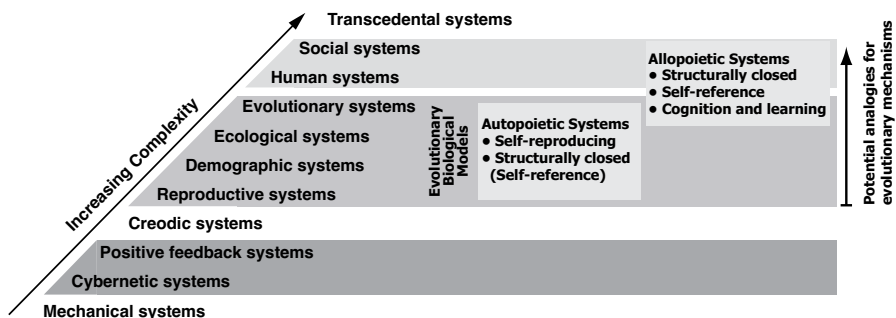 Transcedental systems
Social systems
Human systems
Evolutionary systems
Ecological systems
Demographic systems
Reproductive systems
Creodic systems
Positive feedback systems
Cybernetic systems
Mechanical systems
Increasing Complexity
Evolutionary
Biological
Models
Autopoietic Systems
• Self-reproducing
• Structurally closed
(Self-reference)
Allopoietic Systems
• Structurally closed
• Self-reference
• Cognition and learning
Potential analogies for
evolutionary mechanisms